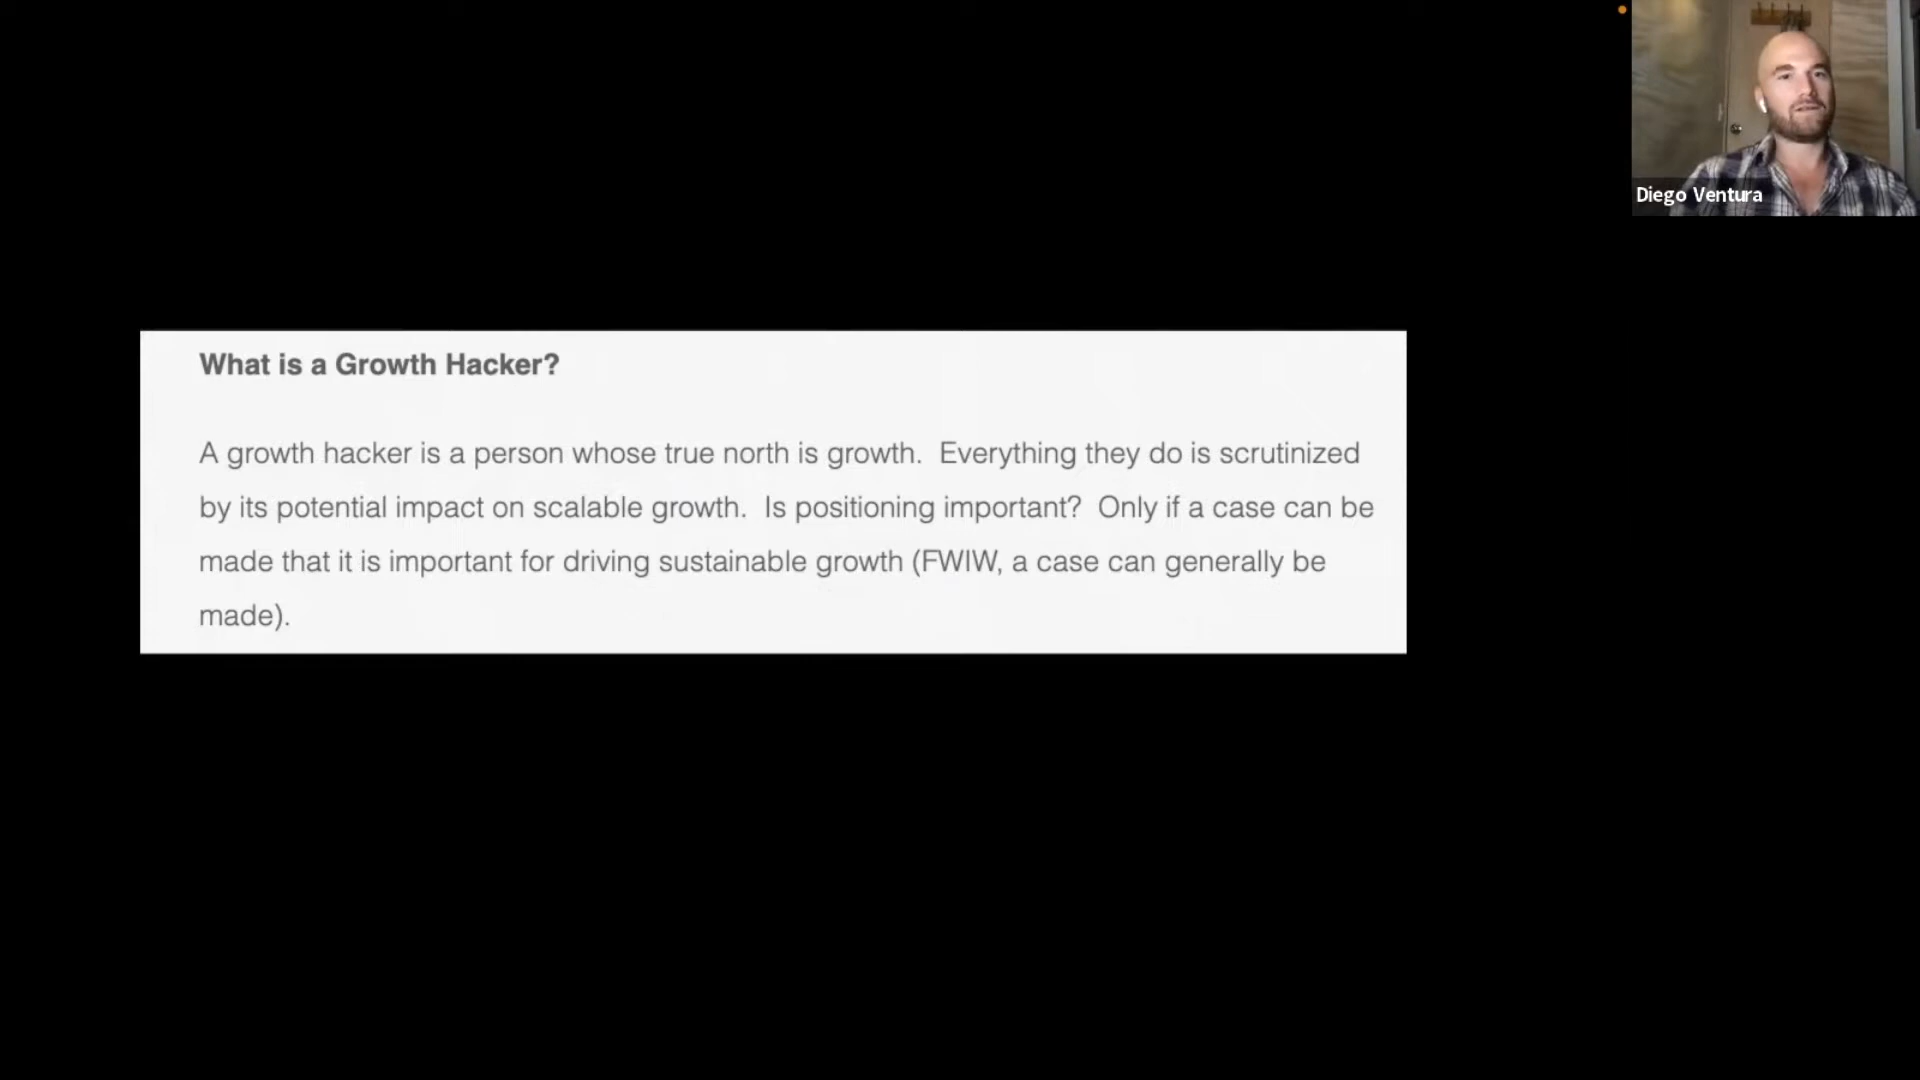 Diego Ventura
What is a Growth Hacker?
A growth hacker is a person whose true north is growth.  Everything they do is scrutinized
by its potential impact on scalable growth.  Is positioning important?  Only if a case can be
made that it is important for driving sustainable growth (FWIW, a case can generally be
made).